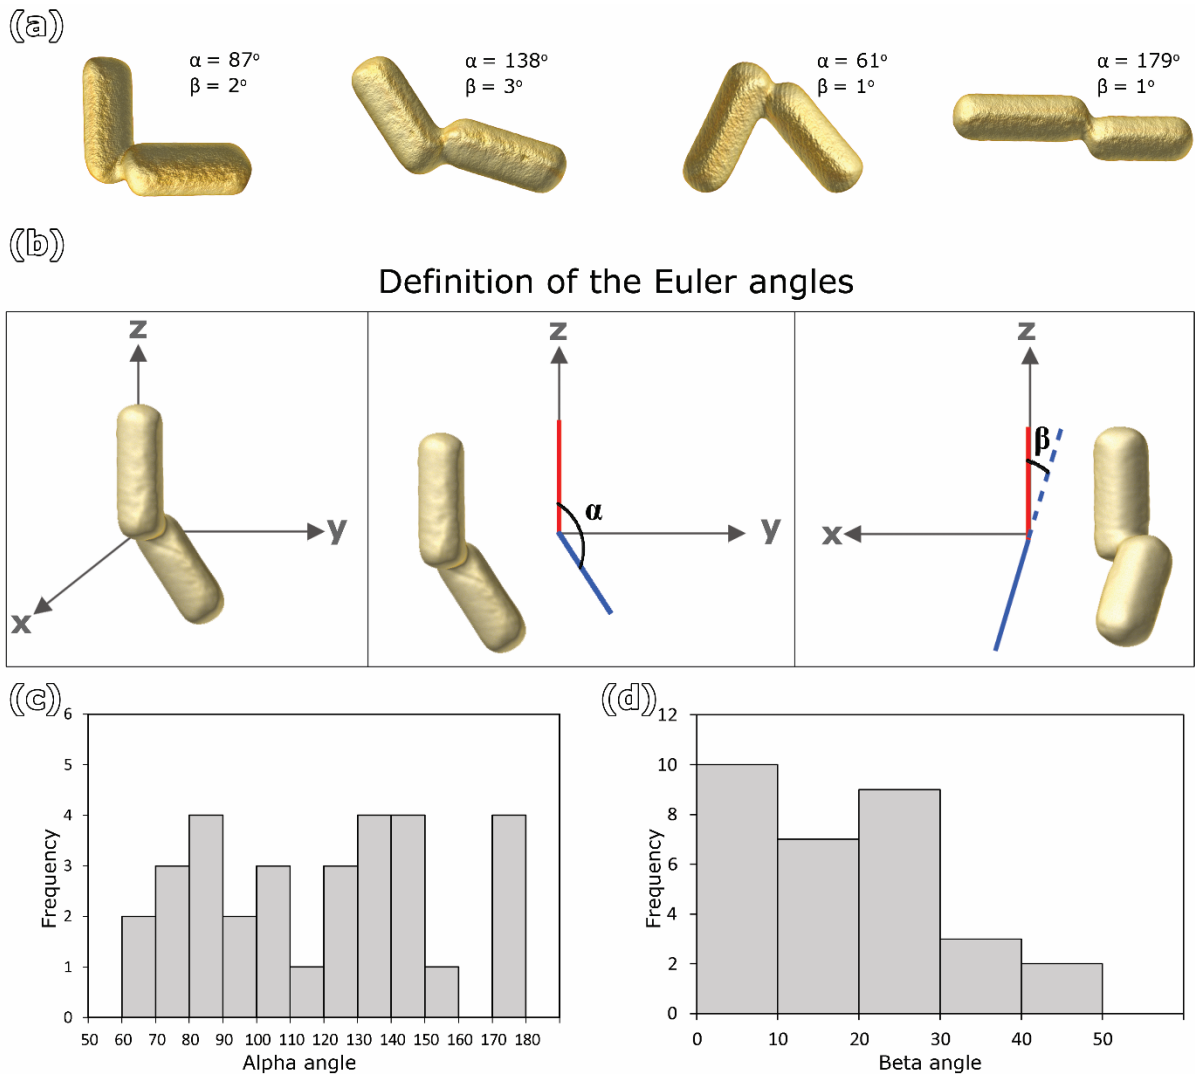 (a)
α = 87°
β = 2°
α = 138°
β = 3°
α = 61°
β = 1°
α = 179°
β = 1°
(b)
Definition of the Euler angles
z
y
x
z
α
y
z
β
x
(c)
6
5
4
3
2
1
0
50 60 70 80 90 100 110 120 130 140 150 160 170 180
Frequency
Alpha angle
(d)
12
10
8
6
4
2
0
0 10 20 30 40 50
Frequency
Beta angle